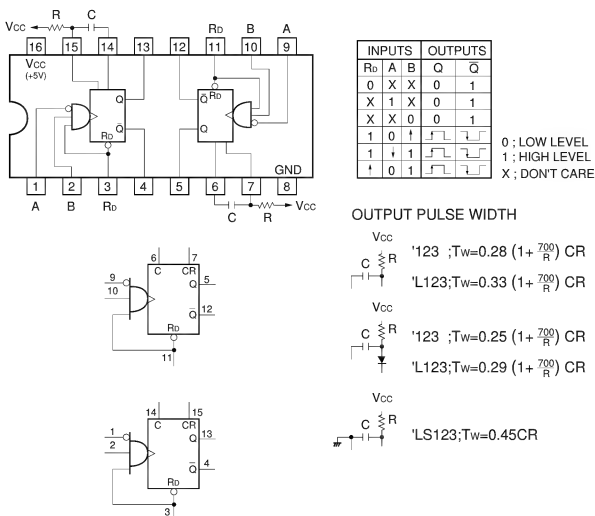 VCC R C RD B A
16 15 14 13 12 11 10 9
VCC
(+5V)
Q Q̅ RD
Q̅ Q
RD
GND
1 2 3 4 5 6 7 8
A B RD C R VCC
INPUTS OUTPUTS
RD A B Q Q̅
0 X X 0 1
X 1 X 0 1
X X 0 0 1
1 0 ↑
1 ↓ 1
↑ 0 1
0 ; LOW LEVEL
1 ; HIGH LEVEL
X ; DON'T CARE
OUTPUT PULSE WIDTH
VCC
C R
'123 ;TW=0.28 (1+ 700/R) CR
'L123;TW=0.33 (1+ 700/R) CR
VCC
C R
'123 ;TW=0.25 (1+ 700/R) CR
'L123;TW=0.29 (1+ 700/R) CR
VCC
C R
'LS123;TW=0.45CR
6 7
C CR
9 Q 5
10
Q̅ 12
RD
11
14 15
C CR
1 Q 13
2
Q̅ 4
RD
3